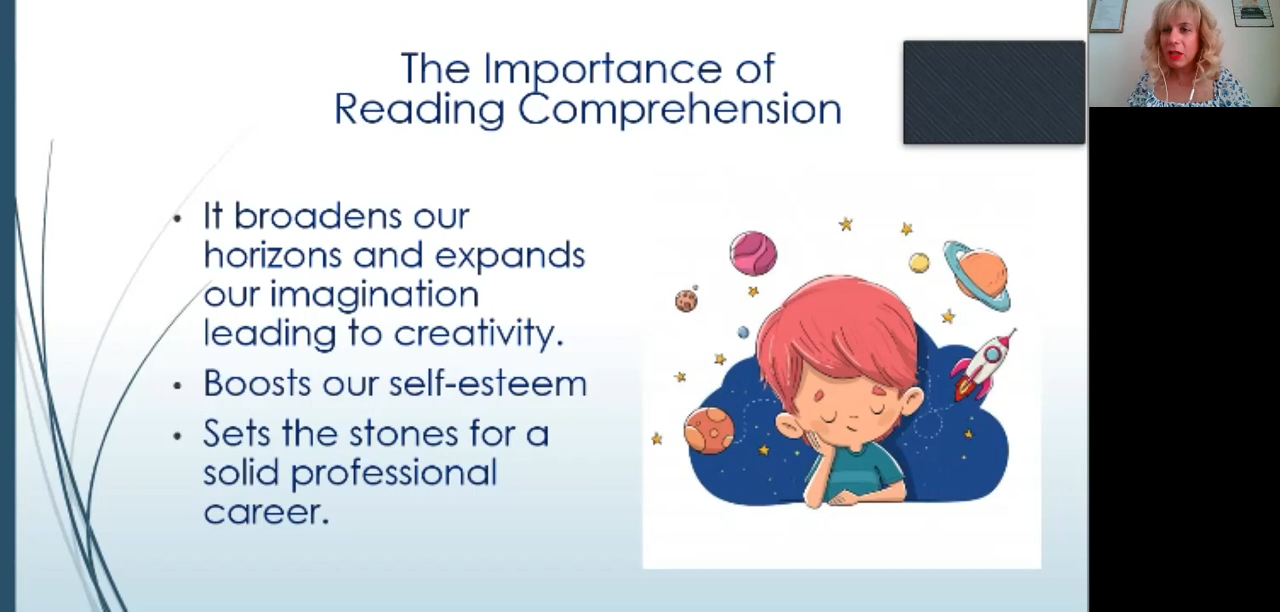 The Importance of
Reading Comprehension
• It broadens our
horizons and expands
our imagination
leading to creativity.
• Boosts our self-esteem
• Sets the stones for a
solid professional
career.